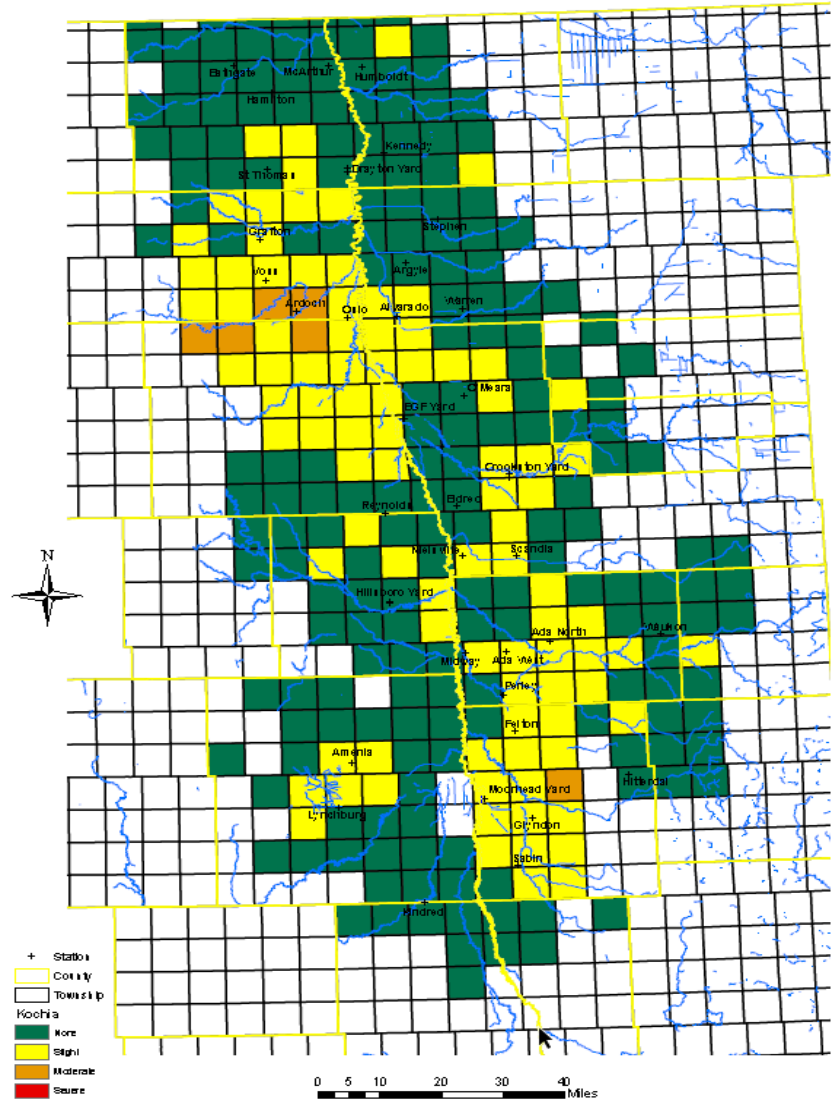 Bathgate McArthur Humboldt
Hamilton
Kennedy
St Thomas Drayton Yard
Stephen
Grafton
Argyle
Ardoch Oslo Alvarado Warren
O Meara
EGF Yard
Crookston Yard
Reynolds Eldred
Nielsville Scandia
N
Hillsboro Yard
Ada North Waukon
Midway Ada West
Perley
Felton
Amenia
Moorhead Yard Hitterdal
Lynchburg Glyndon
Sabin
Kindred
Station
County
Township
Kochia
None
Slight
Moderate
Severe
0 5 10 20 30 40
Miles